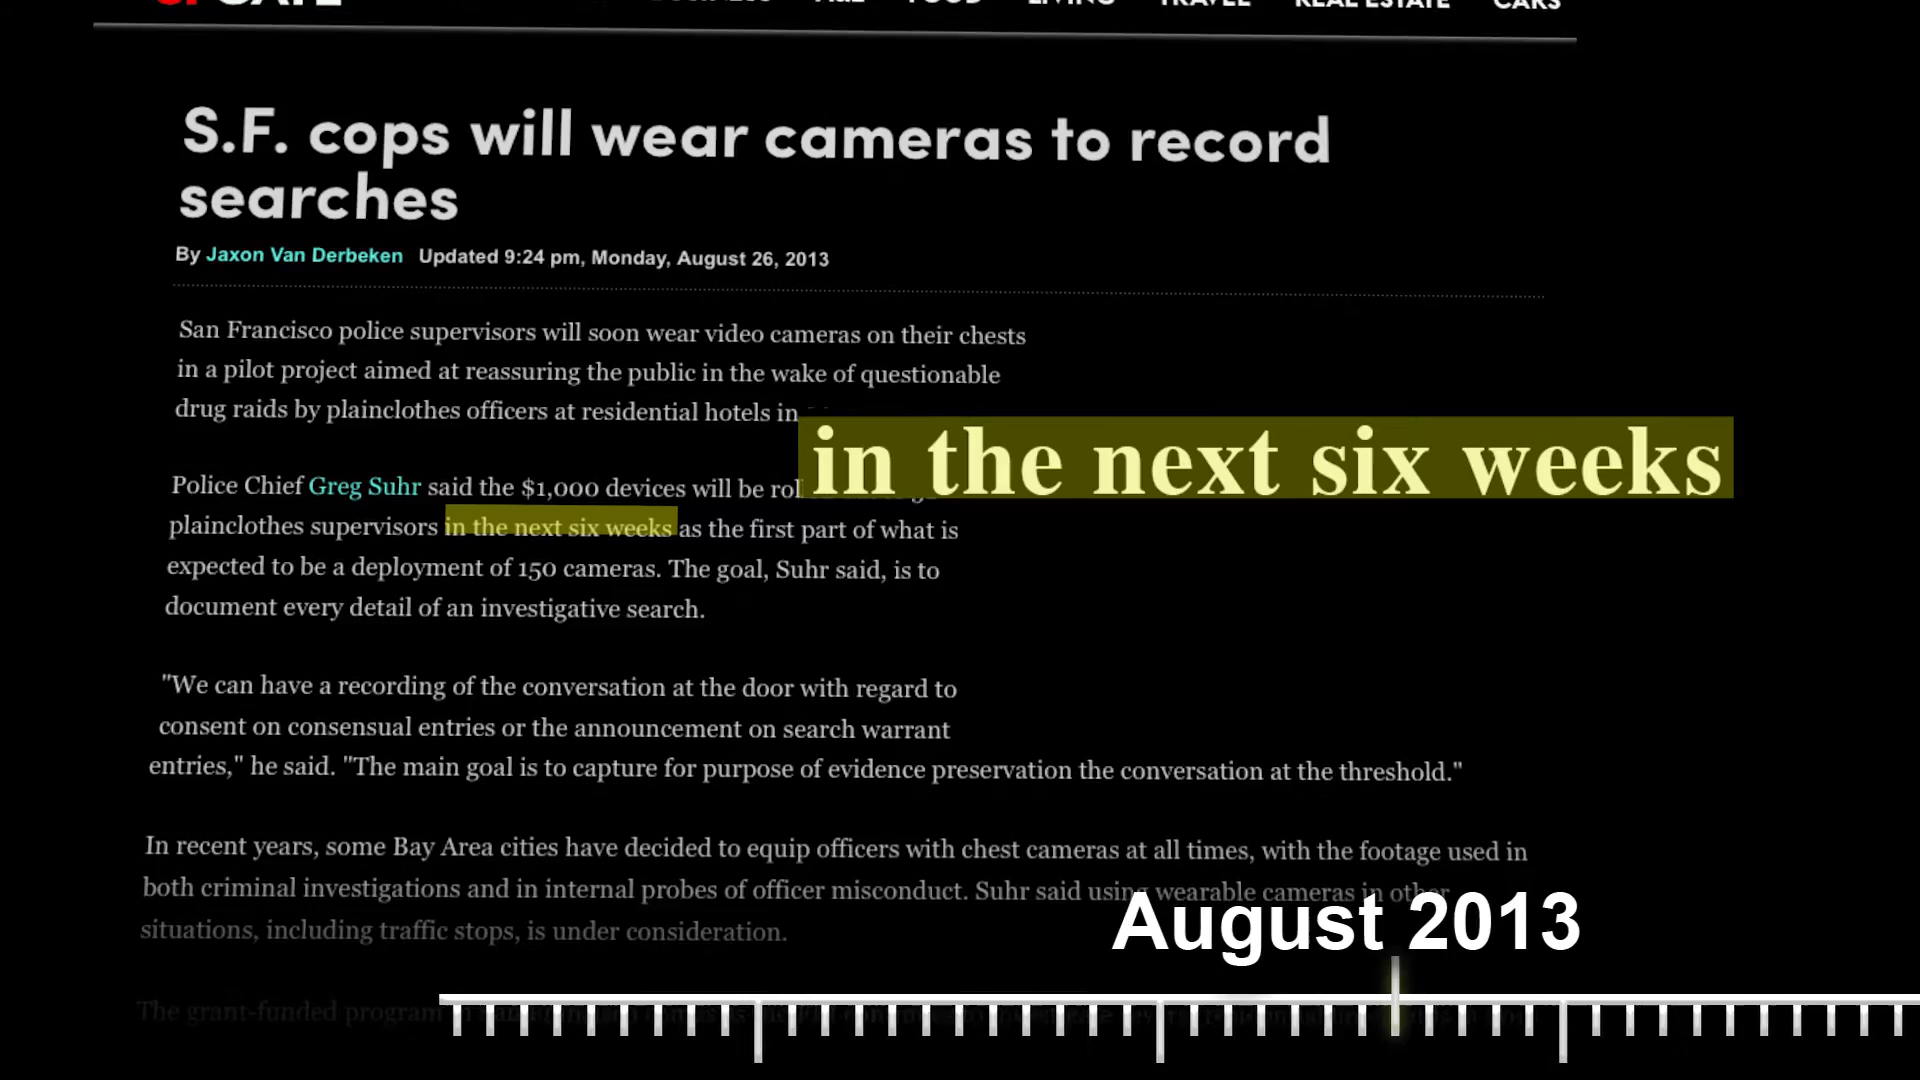 FOOD LIVING TRAVEL REAL ESTATE CARS
S.F. cops will wear cameras to record
searches
By Jaxon Van Derbeken Updated 9:24 pm, Monday, August 26, 2013
San Francisco police supervisors will soon wear video cameras on their chests
in a pilot project aimed at reassuring the public in the wake of questionable
drug raids by plainclothes officers at residential hotels in
in the next six weeks
Police Chief Greg Suhr said the $1,000 devices will be
plainclothes supervisors in the next six weeks as the first part of what is
expected to be a deployment of 150 cameras. The goal, Suhr said, is to
document every detail of an investigative search.
"We can have a recording of the conversation at the door with regard to
consent on consensual entries or the announcement on search warrant
entries," he said. "The main goal is to capture for purpose of evidence preservation the conversation at the threshold."
In recent years, some Bay Area cities have decided to equip officers with chest cameras at all times, with the footage used in
both criminal investigations and in internal probes of officer misconduct. Suhr said using wearable cameras in other
situations, including traffic stops, is under consideration.
August 2013
The grant-funded program